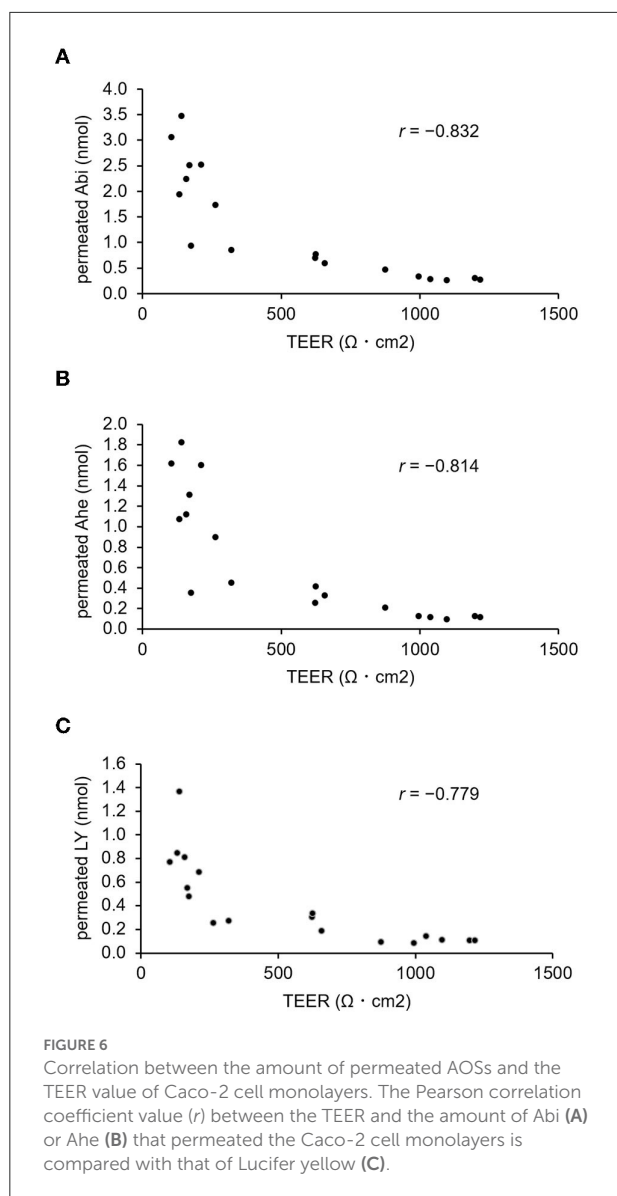 A
4.0
3.5
3.0
2.5
2.0
1.5
1.0
0.5
0.0
permeated Abi (nmol)
r = −0.832
0 500 1000 1500
TEER (Ω・cm2)
B
2.0
1.8
1.6
1.4
1.2
1.0
0.8
0.6
0.4
0.2
0.0
permeated Ahe (nmol)
r = −0.814
0 500 1000 1500
TEER (Ω・cm2)
C
1.6
1.4
1.2
1.0
0.8
0.6
0.4
0.2
0.0
permeated LY (nmol)
r = −0.779
0 500 1000 1500
TEER (Ω・cm2)
FIGURE 6
Correlation between the amount of permeated AOSs and the
TEER value of Caco-2 cell monolayers. The Pearson correlation
coefficient value (r) between the TEER and the amount of Abi (A)
or Ahe (B) that permeated the Caco-2 cell monolayers is
compared with that of Lucifer yellow (C).